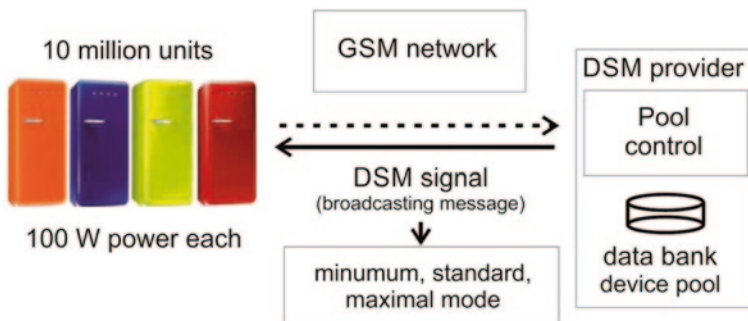 10 million units
100 W power each
GSM network
DSM signal
(broadcasting message)
minumum, standard,
maximal mode
DSM provider
Pool
control
data bank
device pool